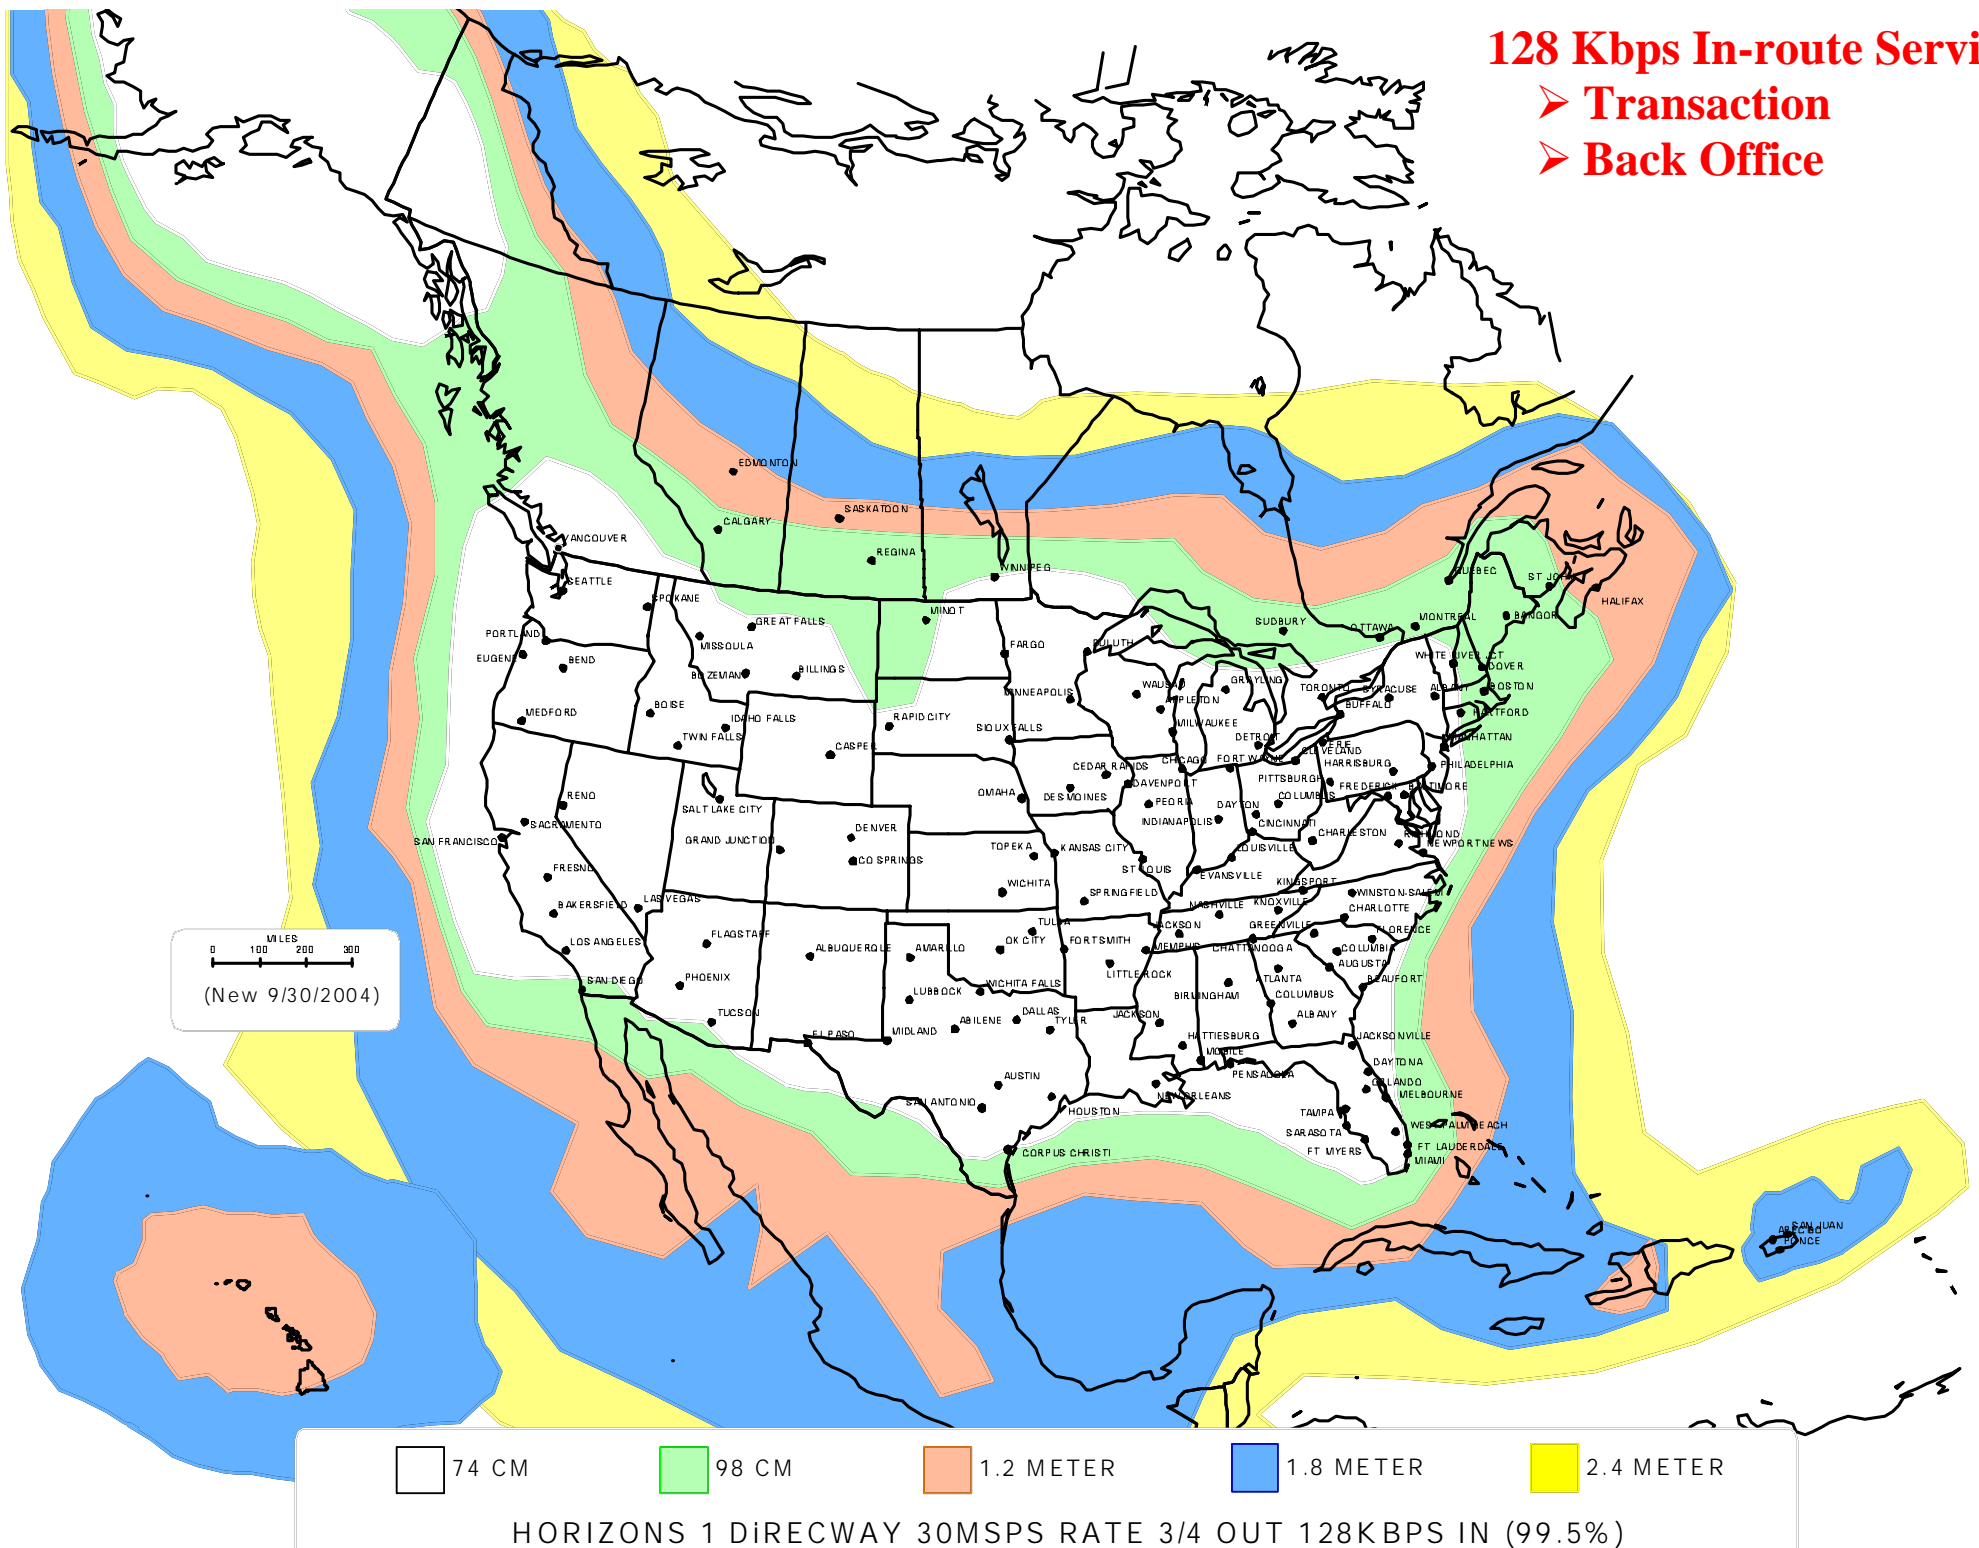 128 Kbps In-route Servi
➢ Transaction
➢ Back Office
EDMONTON
SASKATOON
CALGARY
VANCOUVER
REGINA
WINNIPEG
SEATTLE
QUEBEC
ST JOHN
SPOKANE
HALIFAX
MINOT
BANGOR
GREAT FALLS
SUDBURY
OTTAWA
MONTREAL
PORTLAND
MISSOULA
FARGO
DULUTH
EUGENE
BEND
WHITE RIVER JCT
DOVER
BOZEMAN
BILLINGS
MINNEAPOLIS
WAUSAU
GRAYLING
TORONTO
SYRACUSE
ALBANY
BOSTON
APPLETON
BUFFALO
HARTFORD
MEDFORD
BOISE
IDAHO FALLS
RAPID CITY
SIOUX FALLS
MILWAUKEE
TWIN FALLS
CASPER
DETROIT
ERIE
MANHATTAN
CLEVELAND
CEDAR RAPIDS
CHICAGO
FORT WAYNE
HARRISBURG
PHILADELPHIA
DAVENPORT
PITTSBURGH
FREDERICK
BALTIMORE
OMAHA
DES MOINES
RENO
SALT LAKE CITY
PEORIA
DAYTON
COLUMBUS
SACRAMENTO
INDIANAPOLIS
CINCINNATI
DENVER
CHARLESTON
RICHMOND
SAN FRANCISCO
GRAND JUNCTION
TOPEKA
KANSAS CITY
LOUISVILLE
NEWPORT NEWS
CO SPRINGS
FRESNO
ST LOUIS
EVANSVILLE
WICHITA
SPRINGFIELD
KINGSPORT
WINSTON-SALEM
BAKERSFIELD
LAS VEGAS
NASHVILLE
KNOXVILLE
CHARLOTTE
TULSA
JACKSON
GREENVILLE
FLORENCE
LOS ANGELES
FLAGSTAFF
ALBUQUERQUE
AMARILLO
OK CITY
FORT SMITH
MEMPHIS
CHATTANOOGA
COLUMBIA
MILES
0 100 200 300
(New 9/30/2004)
LITTLE ROCK
AUGUSTA
SAN DIEGO
PHOENIX
LUBBOCK
WICHITA FALLS
ATLANTA
BEAUFORT
BIRMINGHAM
COLUMBUS
TUCSON
ABILENE
DALLAS
TYLER
JACKSON
ALBANY
EL PASO
MIDLAND
HATTIESBURG
JACKSONVILLE
MOBILE
DAYTONA
PENSACOLA
ORLANDO
AUSTIN
NEW ORLEANS
MELBOURNE
SAN ANTONIO
HOUSTON
TAMPA
WEST PALM BEACH
SARASOTA
FT LAUDERDALE
CORPUS CHRISTI
FT MYERS
MIAMI
SAN JUAN
ARECIBO
PONCE
74 CM
98 CM
1.2 METER
1.8 METER
2.4 METER
HORIZONS 1 DiRECWAY 30MSPS RATE 3/4 OUT 128KBPS IN (99.5%)